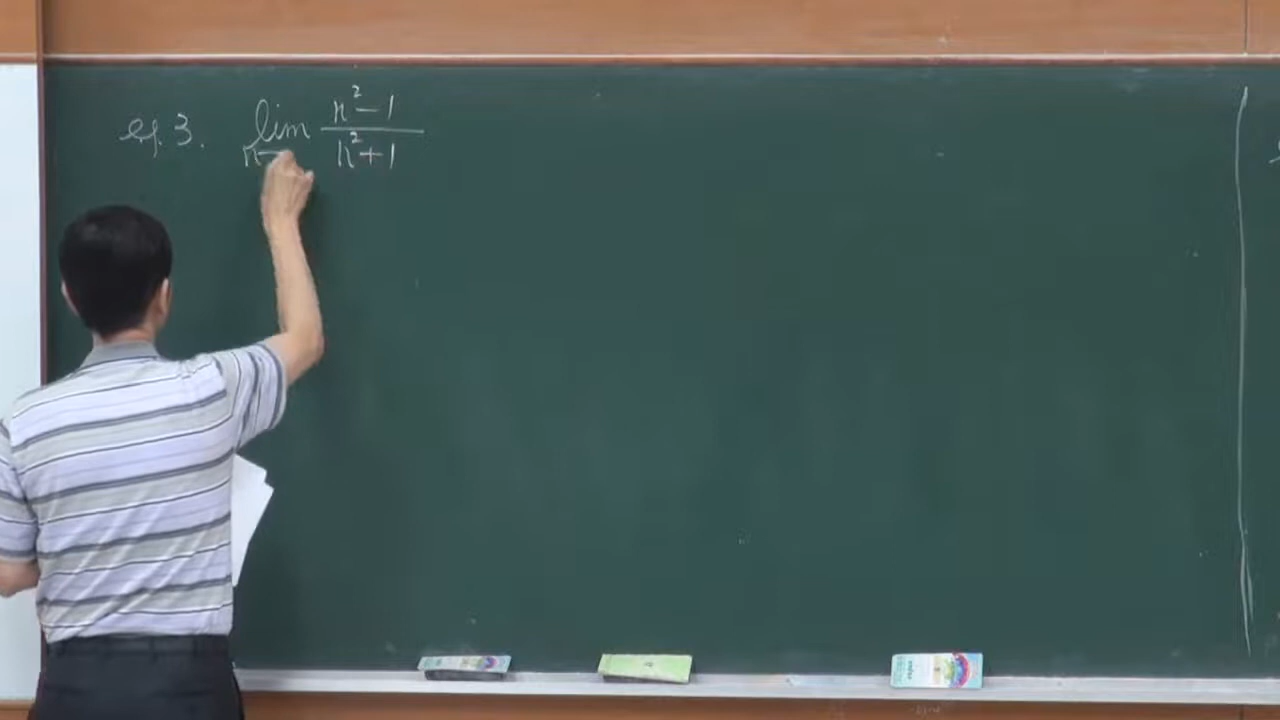 eg. 3. lim n→ n²-1 / n²+1